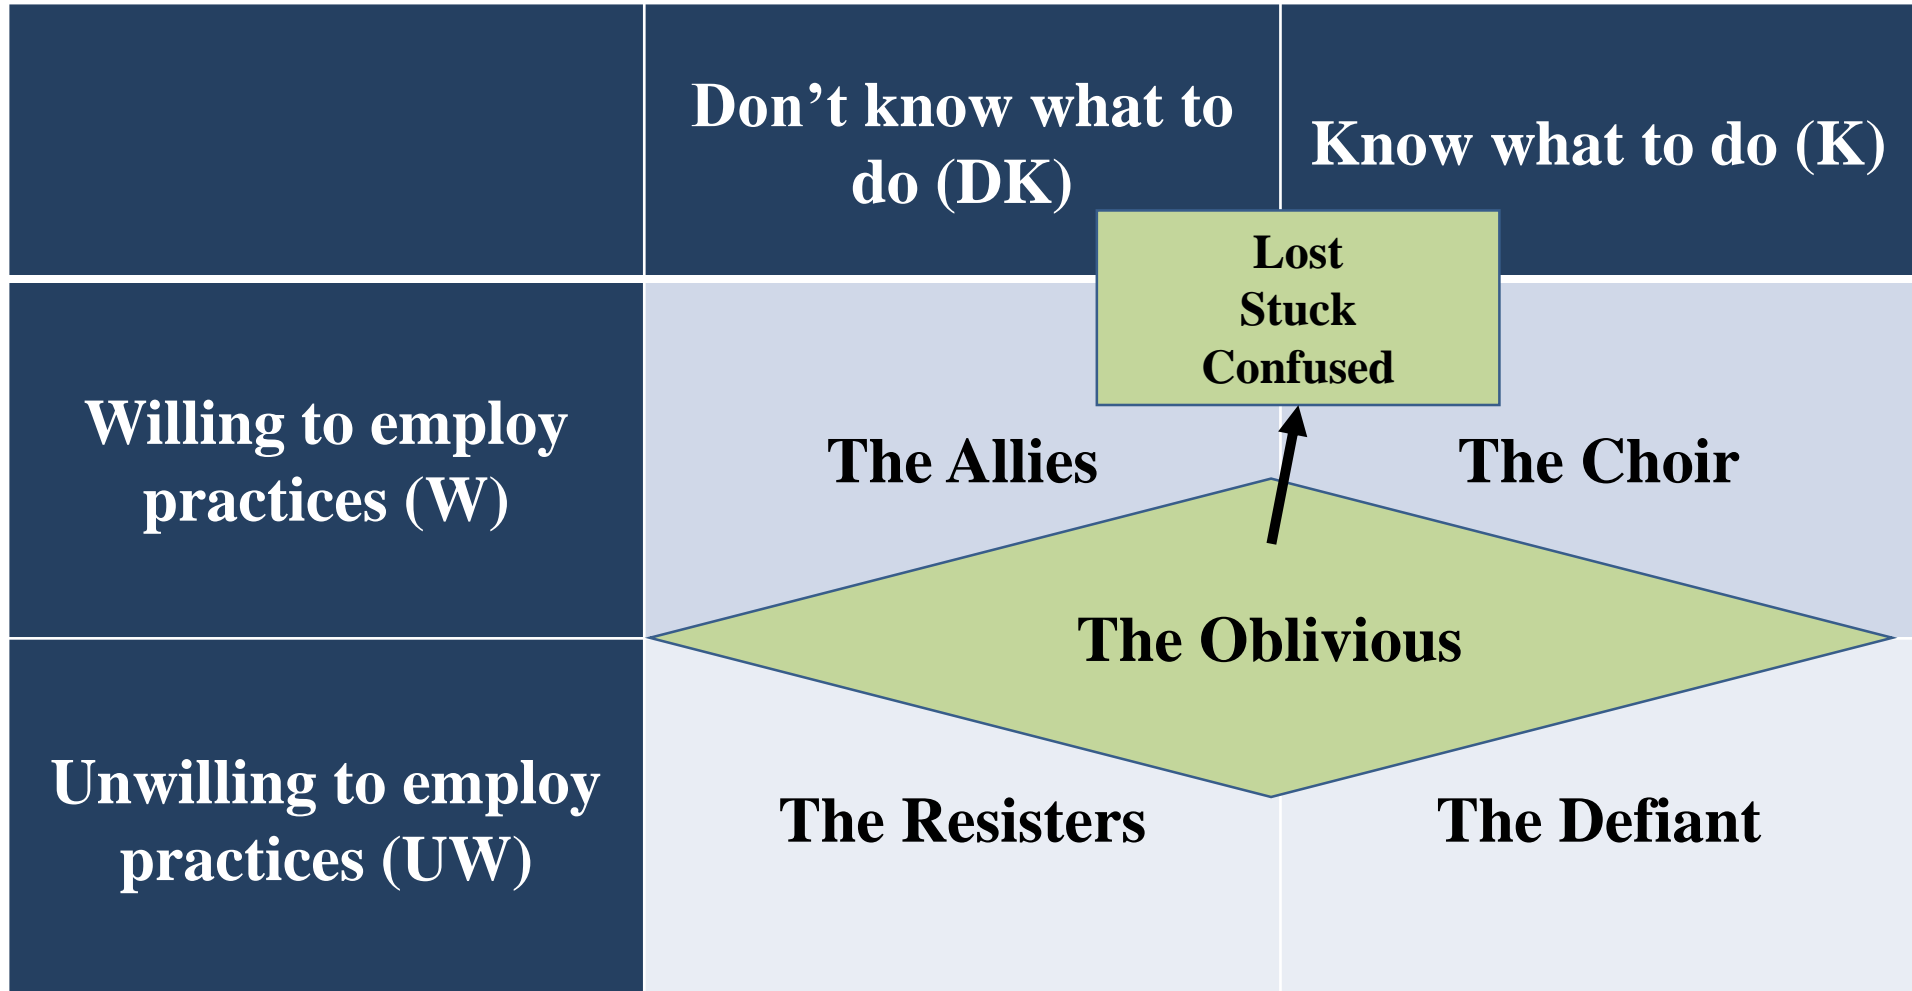 Don’t know what to
do (DK)
Know what to do (K)
Lost
Stuck
Confused
Willing to employ
practices (W)
The Allies
The Choir
The Oblivious
Unwilling to employ
practices (UW)
The Resisters
The Defiant